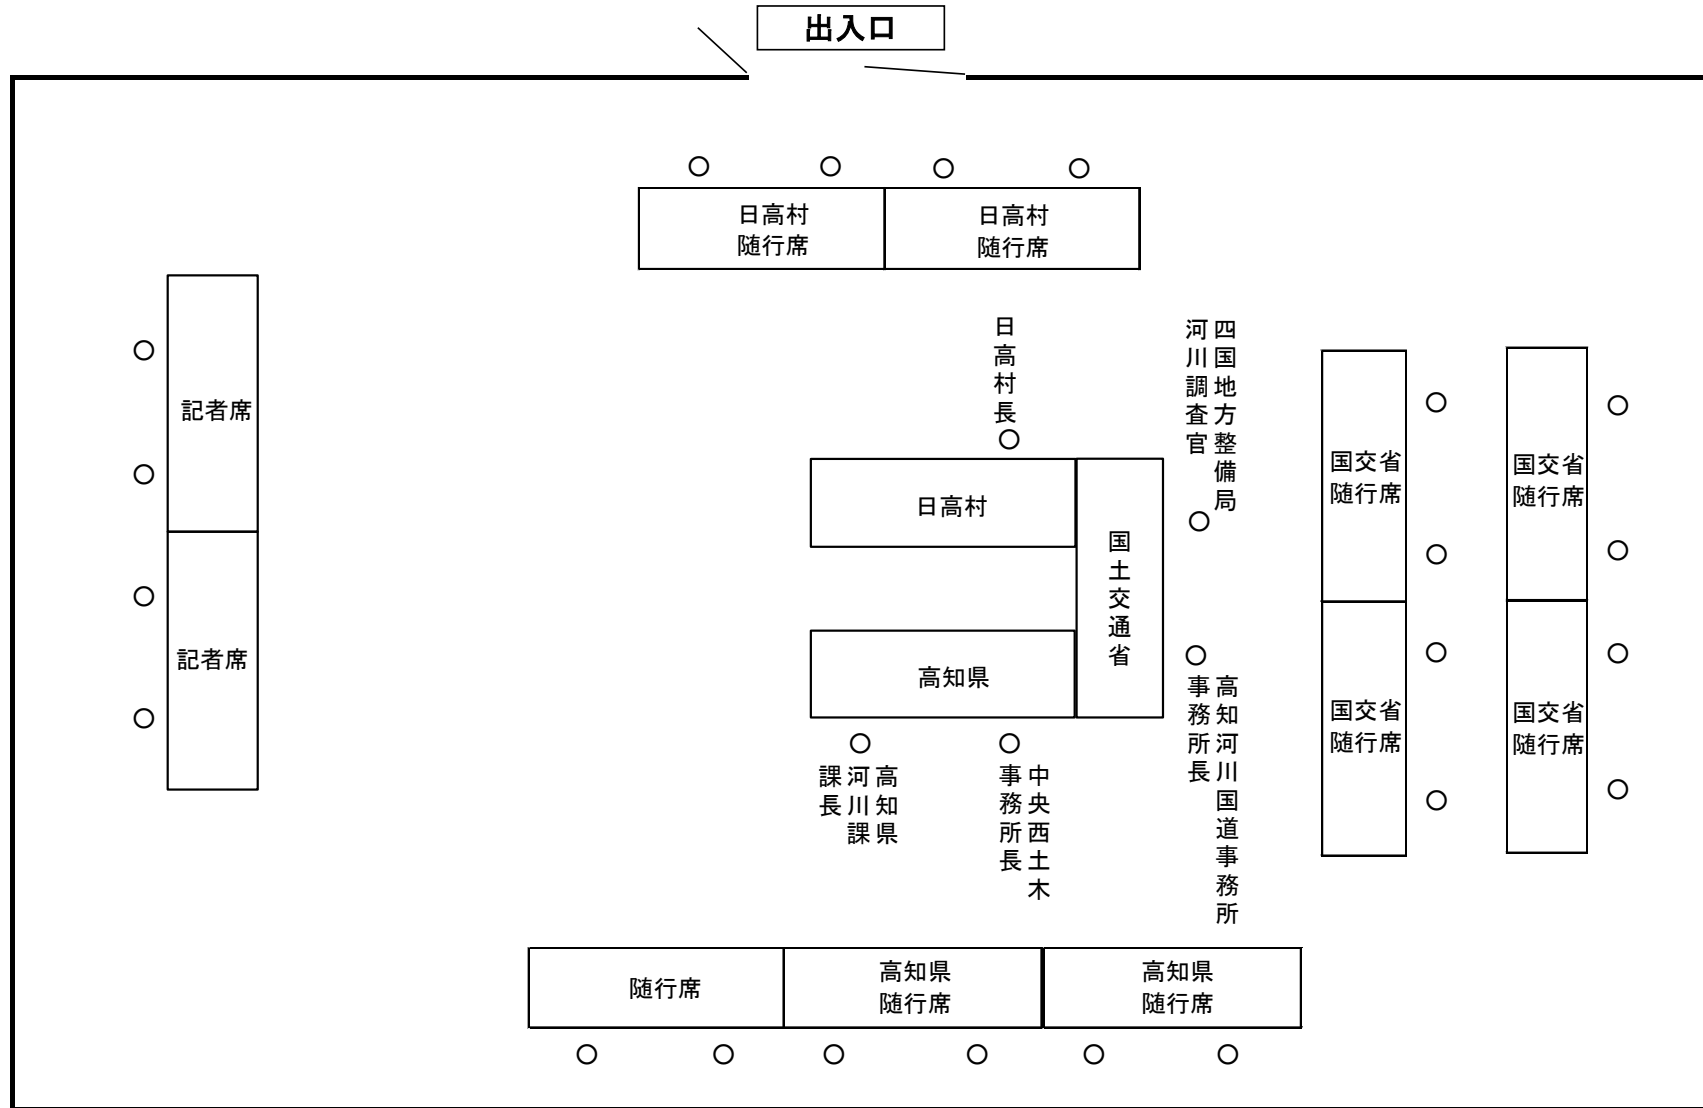 出入口
日高村
随行席
日高村
随行席
記者席
記者席
日高村長
四国地方整備局
河川調査官
日高村
国土交通省
高知県
高知河川国道事務所
事務所長
高知県
河川課
課長
中央西土木
事務所長
国交省
随行席
国交省
随行席
国交省
随行席
国交省
随行席
随行席
高知県
随行席
高知県
随行席